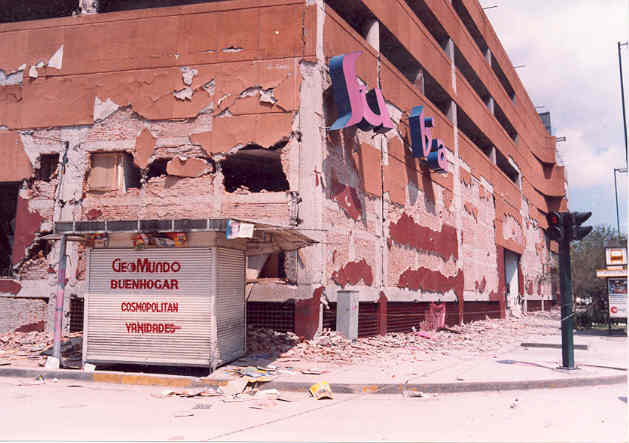 GEOMUNDO
BUENHOGAR
COSMOPOLITAN
VANIDADES